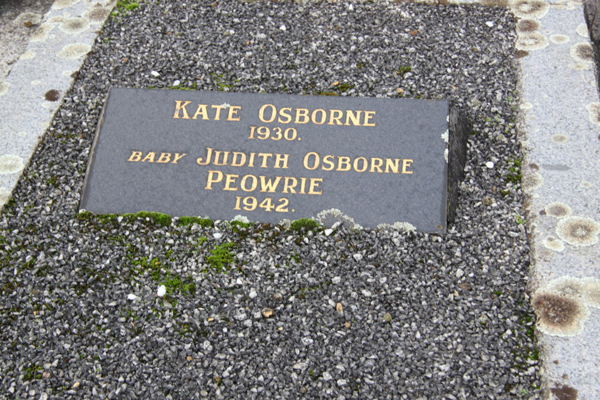 KATE OSBORNE
1930.
BABY JUDITH OSBORNE
PEOWRIE
1942.